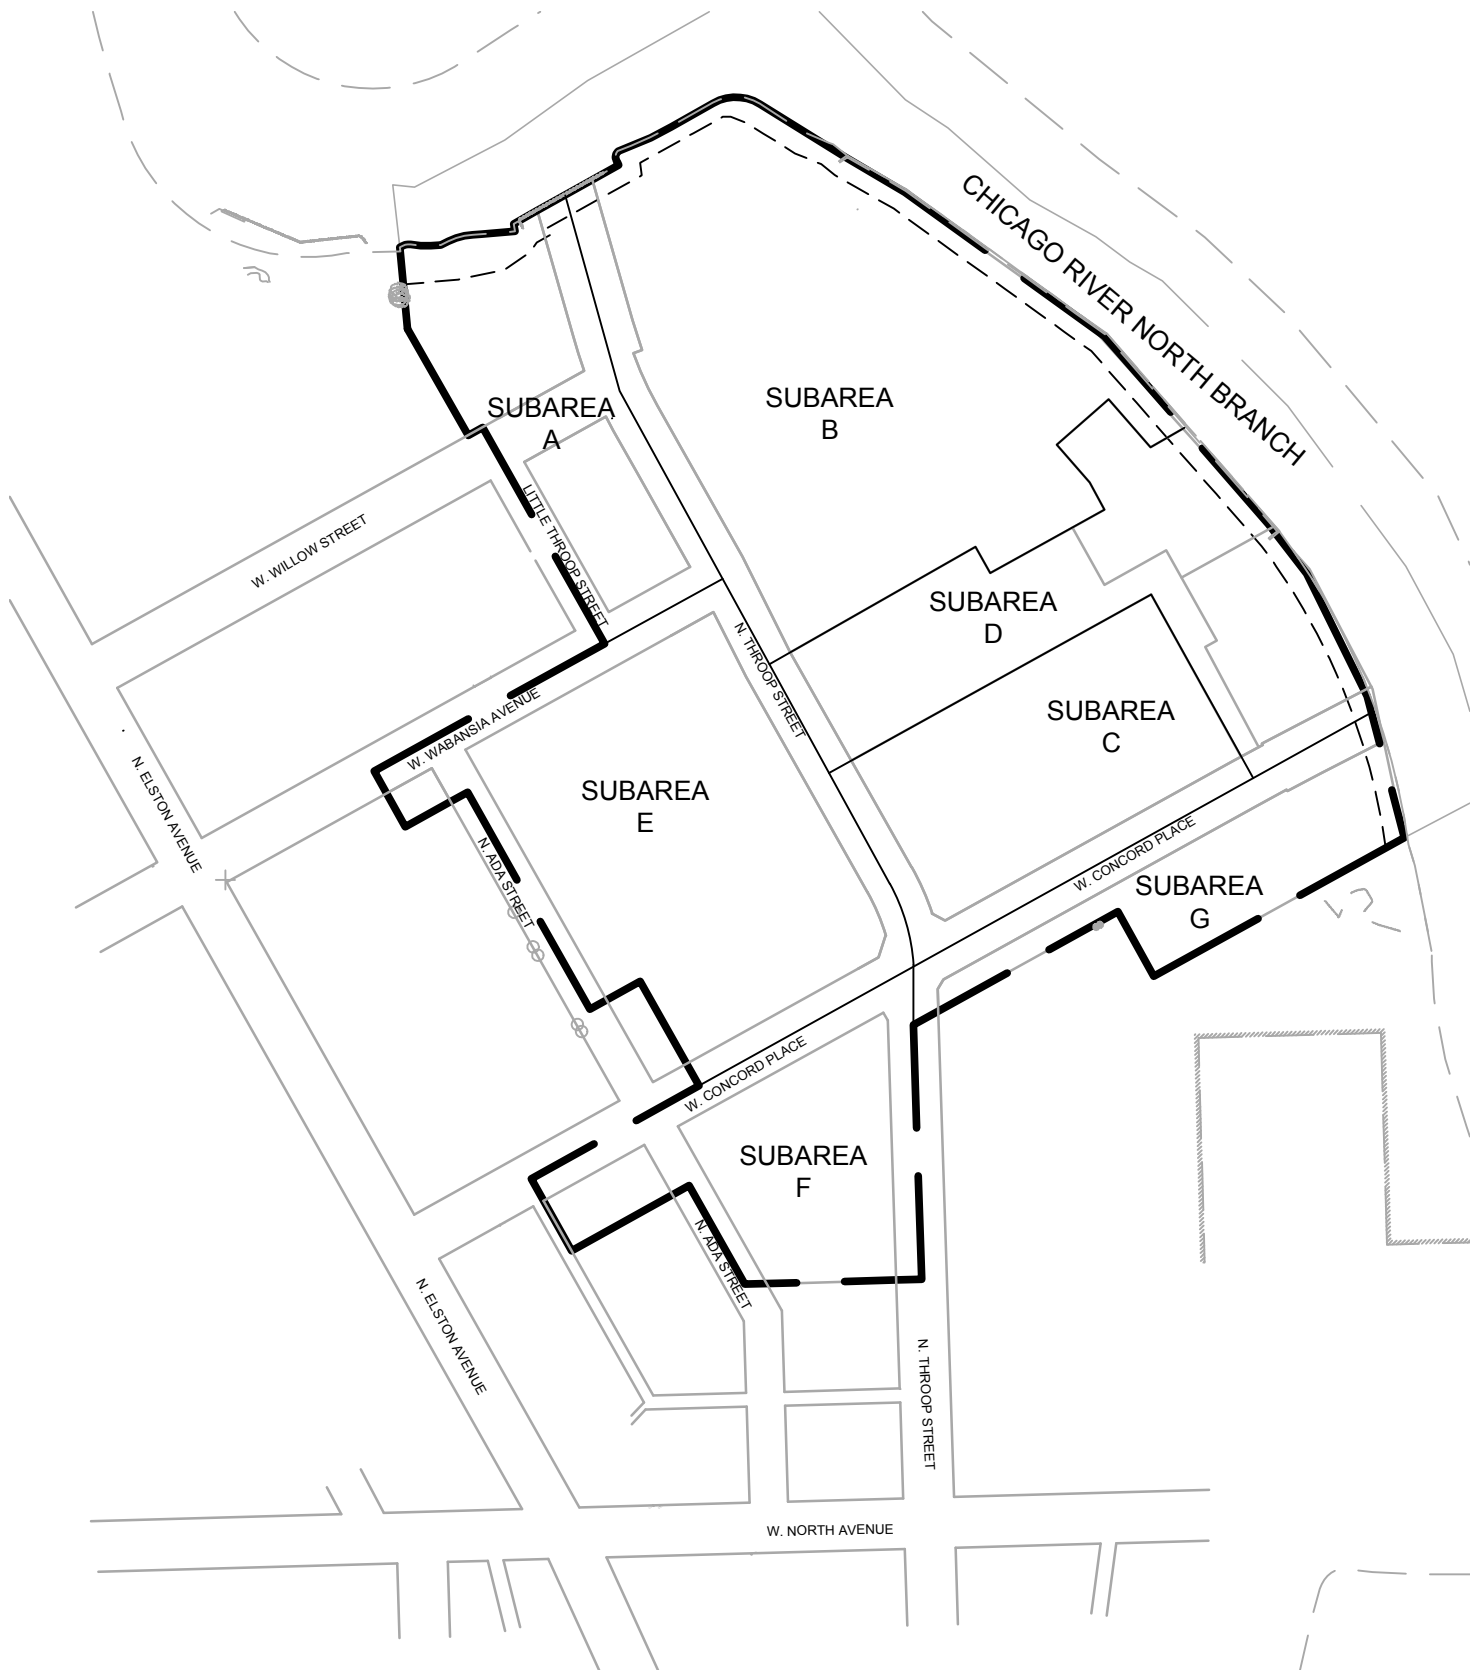 CHICAGO RIVER NORTH BRANCH
SUBAREA
A
SUBAREA
B
LITTLE THROOP STREET
W. WILLOW STREET
SUBAREA
D
N. THROOP STREET
SUBAREA
C
W. WABANSIA AVENUE
N. ELSTON AVENUE
SUBAREA
E
N. ADA STREET
W. CONCORD PLACE
SUBAREA
G
W. CONCORD PLACE
SUBAREA
F
N. ADA STREET
N. ELSTON AVENUE
N. THROOP STREET
W. NORTH AVENUE